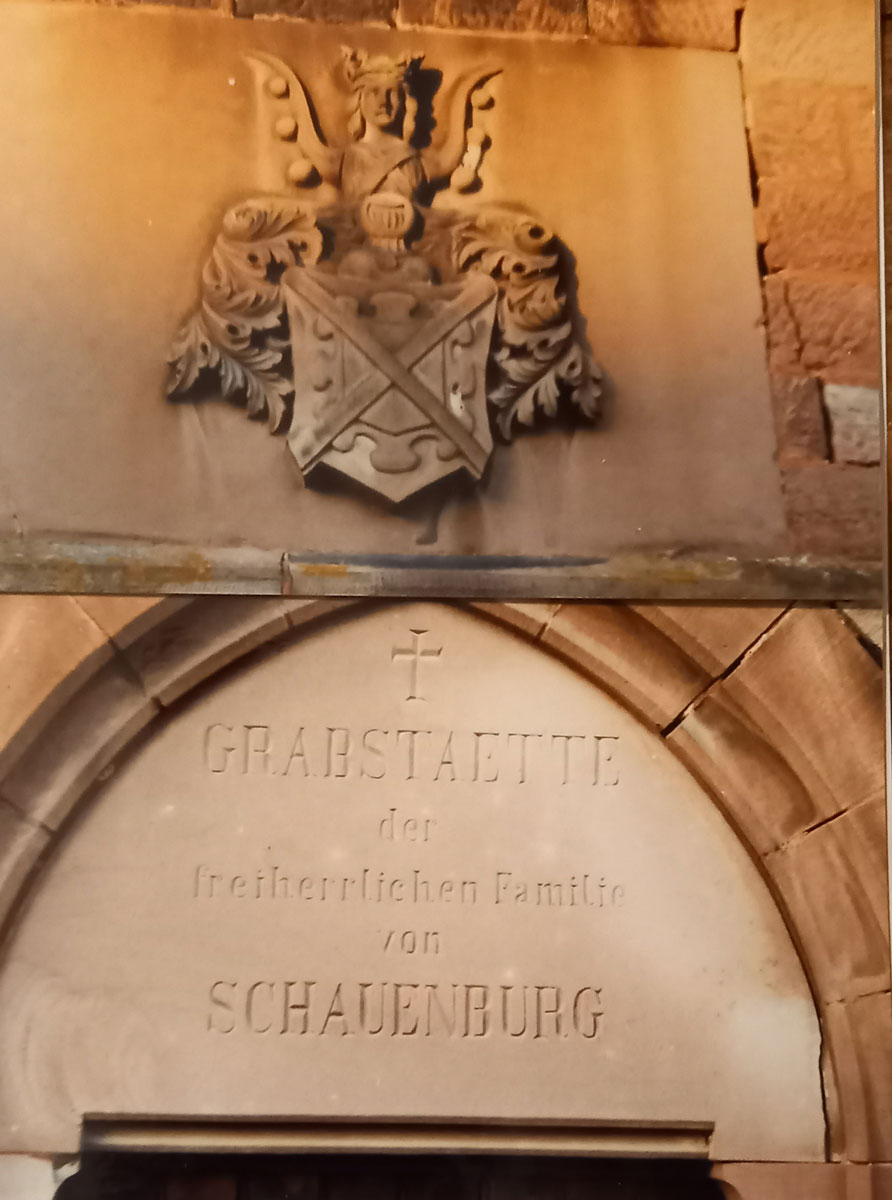 GRABSTAETTE
der
freiherrlichen Familie
von
SCHAUENBURG